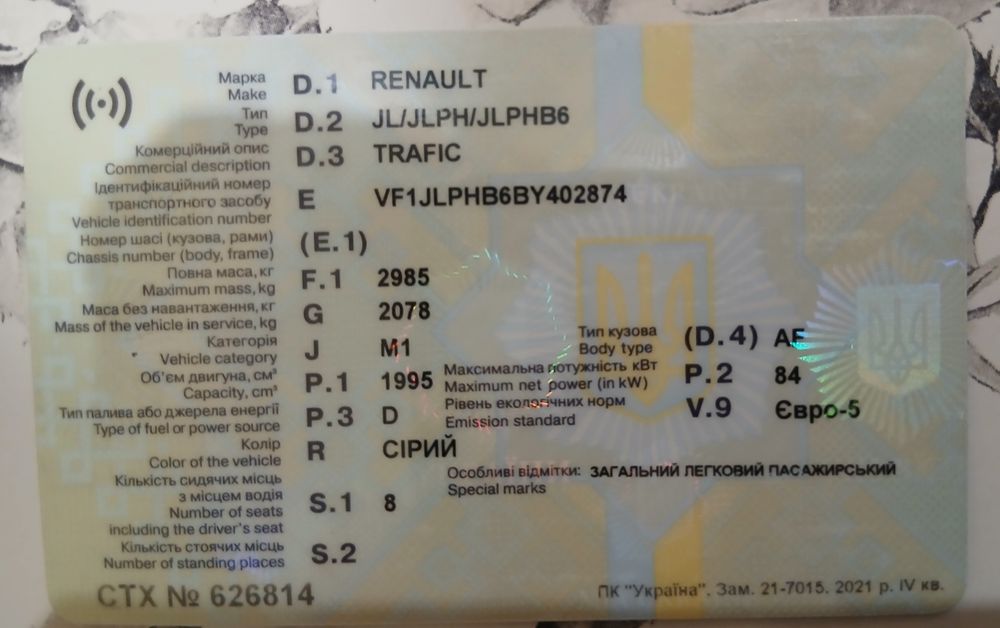 Марка D.1 RENAULT
Make
Тип D.2 JL/JLPH/JLPHB6
Type
Комерційний опис D.3 TRAFIC
Commercial description
Ідентифікаційний номер
транспортного засобу E VF1JLPHB6BY402874
Vehicle identification number
Номер шасі (кузова, рами) (E.1)
Chassis number (body, frame)
Повна маса, кг F.1 2985
Maximum mass, kg
Маса без навантаження, кг G 2078
Mass of the vehicle in service, kg
Категорія J M1
Vehicle category
Тип кузова (D.4) AF
Body type
Об'єм двигуна, см³ P.1 1995
Capacity, cm³
Максимальна потужність кВт P.2 84
Maximum net power (in kW)
Тип палива або джерела енергії P.3 D
Type of fuel or power source
Рівень екологічних норм V.9 Євро-5
Emission standard
Колір R СІРИЙ
Color of the vehicle
Особливі відмітки: ЗАГАЛЬНИЙ ЛЕГКОВИЙ ПАСАЖИРСЬКИЙ
Special marks
Кількість сидячих місць
з місцем водія S.1 8
Number of seats
including the driver's seat
Кількість стоячих місць S.2
Number of standing places
СТХ № 626814
ПК "Україна". Зам. 21-7015. 2021 р. IV кв.